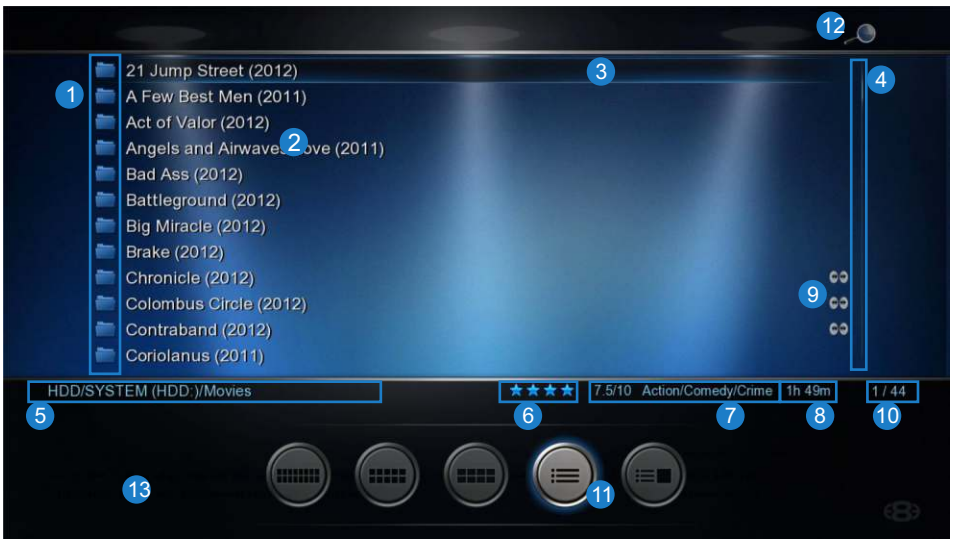 12
21 Jump Street (2012)
3
4
1
A Few Best Men (2011)
Act of Valor (2012)
2
Angels and Airwaves ove (2011)
Bad Ass (2012)
Battleground (2012)
Big Miracle (2012)
Brake (2012)
Chronicle (2012)
9
Colombus Circle (2012)
Contraband (2012)
Coriolanus (2011)
HDD/SYSTEM (HDD:)/Movies
7.5/10 Action/Comedy/Crime
1h 49m
1 / 44
5
6
7
8
10
13
11